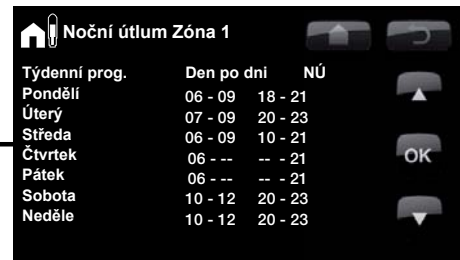 Noční útlum Zóna 1
Týdenní prog. Den po dni NÚ
Pondělí 06 - 09 18 - 21
Úterý 07 - 09 20 - 23
Středa 06 - 09 10 - 21
Čtvrtek 06 - -- -- - 21
Pátek 06 - -- -- - 21
Sobota 10 - 12 20 - 23
Neděle 10 - 12 20 - 23
OK